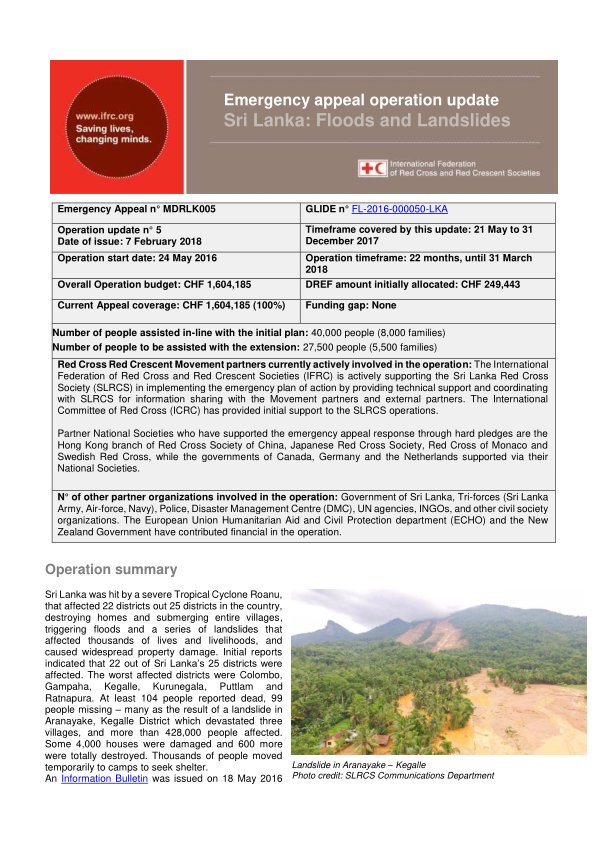 www.ifrc.org
Saving lives,
changing minds.
Emergency appeal operation update
Sri Lanka: Floods and Landslides
International Federation
of Red Cross and Red Crescent Societies
Emergency Appeal n° MDRLK005
GLIDE n° FL-2016-000050-LKA
Operation update n° 5
Date of issue: 7 February 2018
Timeframe covered by this update: 21 May to 31
December 2017
Operation start date: 24 May 2016
Operation timeframe: 22 months, until 31 March
2018
Overall Operation budget: CHF 1,604,185
DREF amount initially allocated: CHF 249,443
Current Appeal coverage: CHF 1,604,185 (100%)
Funding gap: None
Number of people assisted in-line with the initial plan: 40,000 people (8,000 families)
Number of people to be assisted with the extension: 27,500 people (5,500 families)
Red Cross Red Crescent Movement partners currently actively involved in the operation: The International
Federation of Red Cross and Red Crescent Societies (IFRC) is actively supporting the Sri Lanka Red Cross
Society (SLRCS) in implementing the emergency plan of action by providing technical support and coordinating
with SLRCS for information sharing with the Movement partners and external partners. The International
Committee of Red Cross (ICRC) has provided initial support to the SLRCS operations.
Partner National Societies who have supported the emergency appeal response through hard pledges are the
Hong Kong branch of Red Cross Society of China, Japanese Red Cross Society, Red Cross of Monaco and
Swedish Red Cross, while the governments of Canada, Germany and the Netherlands supported via their
National Societies.
N° of other partner organizations involved in the operation: Government of Sri Lanka, Tri-forces (Sri Lanka
Army, Air-force, Navy), Police, Disaster Management Centre (DMC), UN agencies, INGOs, and other civil society
organizations. The European Union Humanitarian Aid and Civil Protection department (ECHO) and the New
Zealand Government have contributed financial in the operation.
Operation summary
Sri Lanka was hit by a severe Tropical Cyclone Roanu,
that affected 22 districts out 25 districts in the country,
destroying homes and submerging entire villages,
triggering floods and a series of landslides that
affected thousands of lives and livelihoods, and
caused widespread property damage. Initial reports
indicated that 22 out of Sri Lanka's 25 districts were
affected. The worst affected districts were Colombo,
Gampaha, Kegalle, Kurunegala, Puttlam and
Ratnapura. At least 104 people reported dead, 99
people missing – many as the result of a landslide in
Aranayake, Kegalle District which devastated three
villages, and more than 428,000 people affected.
Some 4,000 houses were damaged and 600 more
were totally destroyed. Thousands of people moved
temporarily to camps to seek shelter.
An Information Bulletin was issued on 18 May 2016
Landslide in Aranayake – Kegalle
Photo credit: SLRCS Communications Department